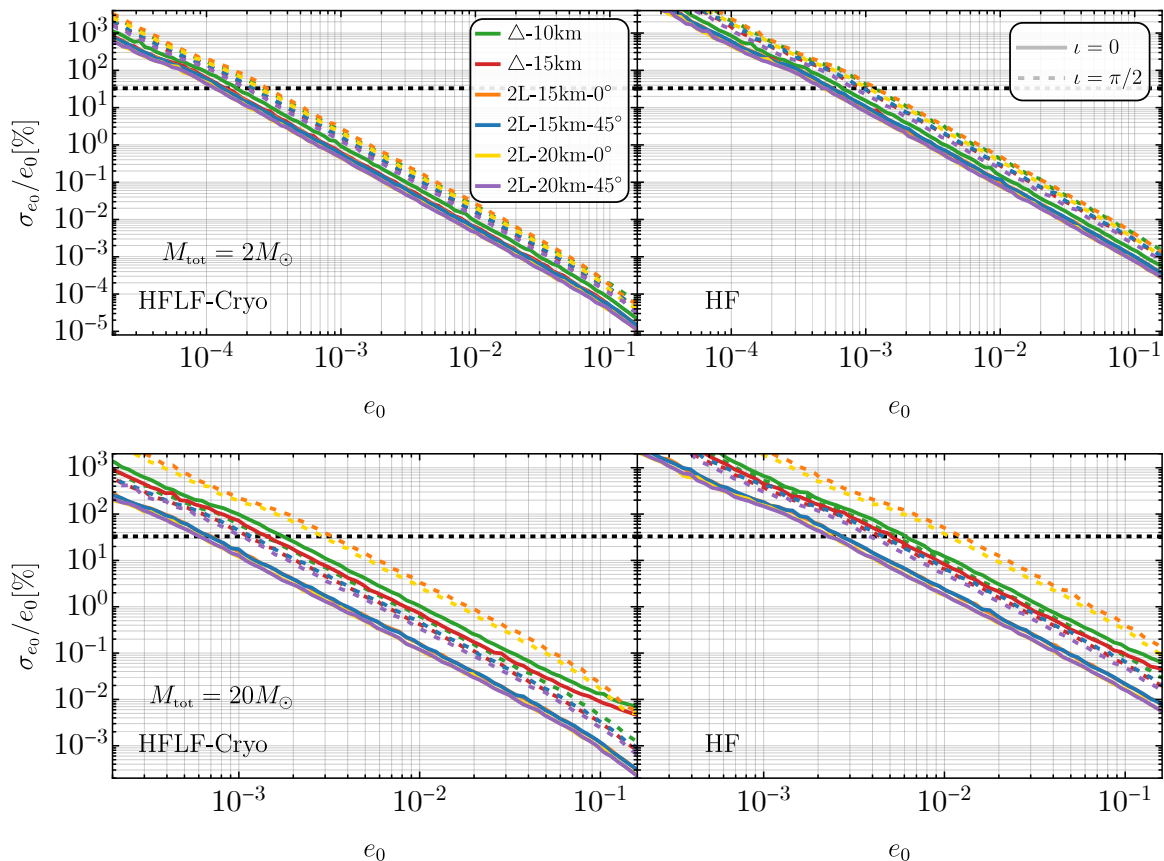 10³
10²
10¹
10⁰
10⁻¹
10⁻²
10⁻³
10⁻⁴
10⁻⁵
σ_{e₀}/e₀[%]
△-10km
△-15km
2L-15km-0°
2L-15km-45°
2L-20km-0°
2L-20km-45°
M_tot = 2M_⊙
HFLF-Cryo
10⁻⁴
10⁻³
10⁻²
10⁻¹
e₀
ι = 0
ι = π/2
HF
10⁻⁴
10⁻³
10⁻²
10⁻¹
e₀
10³
10²
10¹
10⁰
10⁻¹
10⁻²
10⁻³
σ_{e₀}/e₀[%]
M_tot = 20M_⊙
HFLF-Cryo
10⁻³
10⁻²
10⁻¹
e₀
HF
10⁻³
10⁻²
10⁻¹
e₀